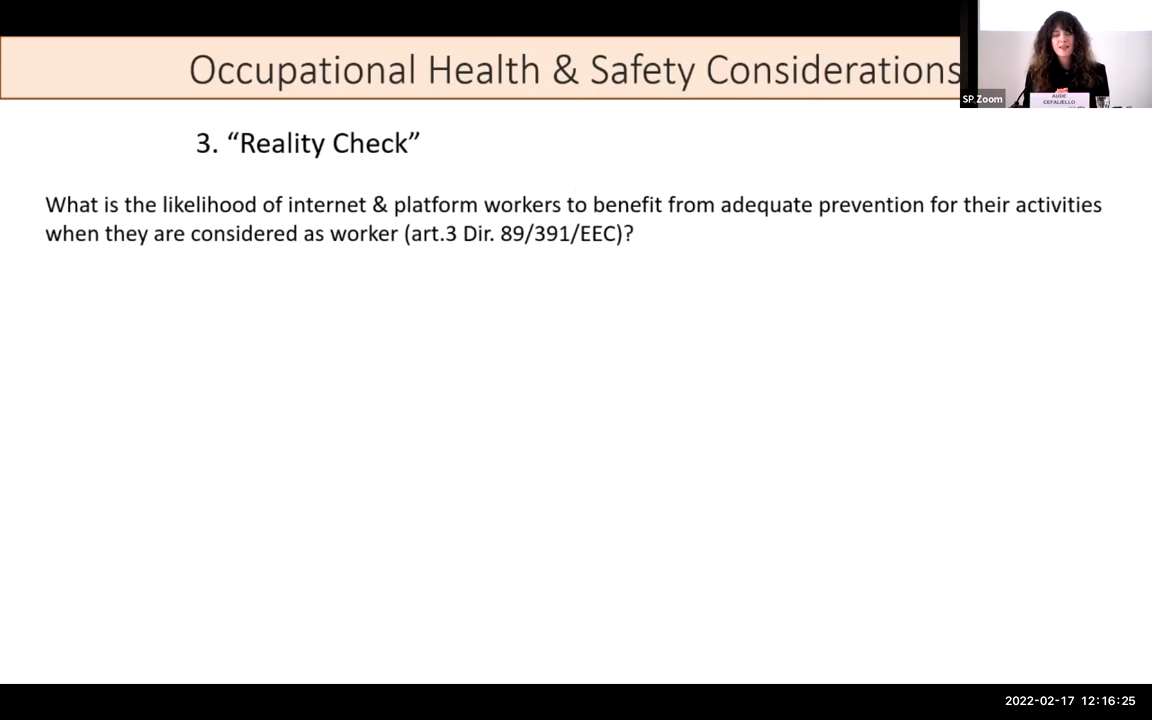 Occupational Health & Safety Considerations
SP Zoom
AUDE
CEFALIELLO
3. “Reality Check”
What is the likelihood of internet & platform workers to benefit from adequate prevention for their activities
when they are considered as worker (art.3 Dir. 89/391/EEC)?
2022-02-17 12:16:25